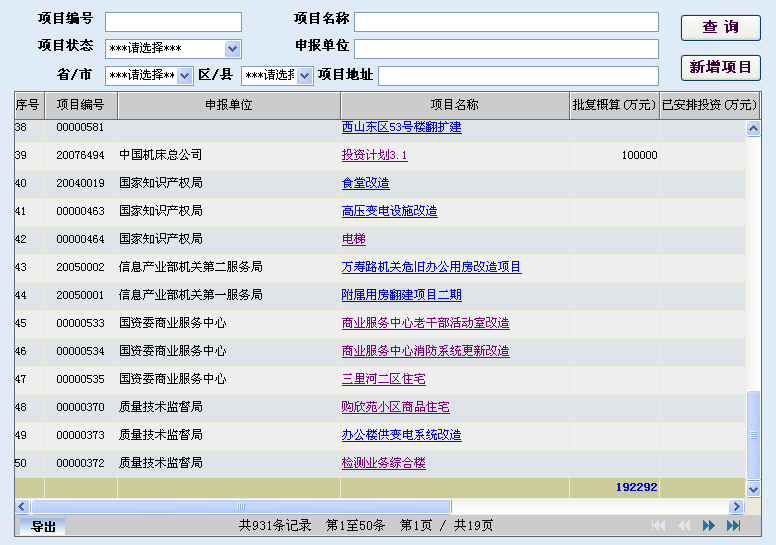 项目编号 项目名称 查 询
项目状态 ***请选择*** 申报单位
新增项目
省/市 ***请选择** 区/县 ***请选择 项目地址
序号 项目编号 申报单位 项目名称 批复概算(万元) 已安排投资(万元)
38 00000581 西山东区53号楼翻扩建
39 20076494 中国机床总公司 投资计划3.1 100000
40 20040019 国家知识产权局 食堂改造
41 00000463 国家知识产权局 高压变电设施改造
42 00000464 国家知识产权局 电梯
43 20050002 信息产业部机关第二服务局 万寿路机关危旧办公用房改造项目
44 20050001 信息产业部机关第一服务局 附属用房翻建项目二期
45 00000533 国资委商业服务中心 商业服务中心老干部活动室改造
46 00000534 国资委商业服务中心 商业服务中心消防系统更新改造
47 00000535 国资委商业服务中心 三里河二区住宅
48 00000370 质量技术监督局 购欣苑小区商品住宅
49 00000373 质量技术监督局 办公楼供变电系统改造
50 00000372 质量技术监督局 检测业务综合楼
192292
导出 共931条记录 第1至50条 第1页 / 共19页